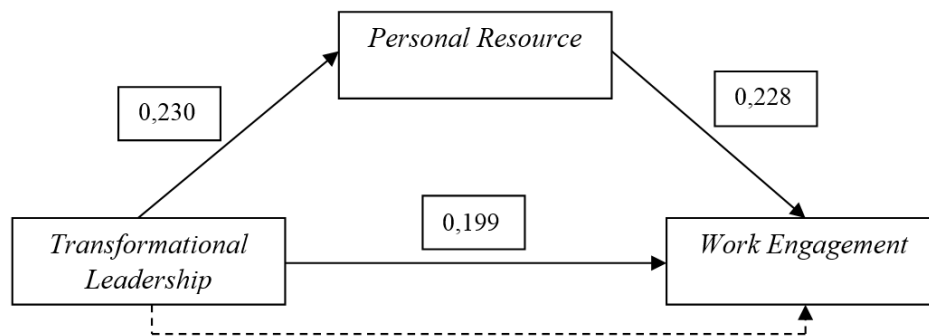 Personal Resource
0,230
0,228
0,199
Transformational
Leadership
Work Engagement